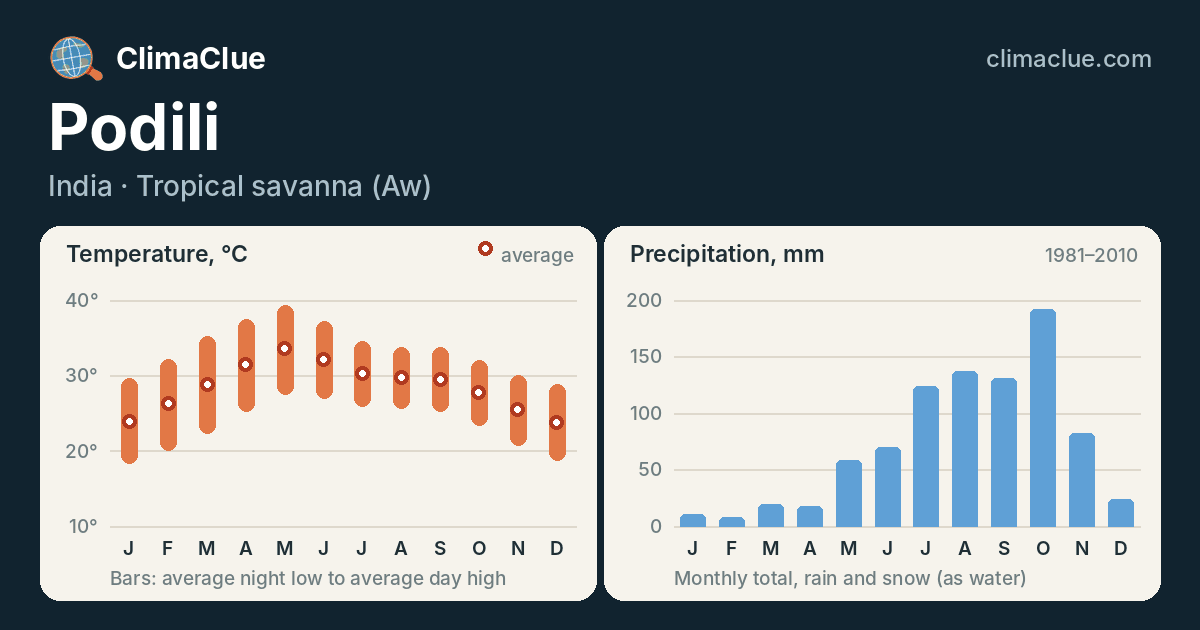 ClimaClue
climaclue.com
Podili
India · Tropical savanna (Aw)
Temperature, °C
average
40°
30°
20°
10°
J F M A M J J A S O N D
Bars: average night low to average day high
Precipitation, mm
1981–2010
200
150
100
50
0
J F M A M J J A S O N D
Monthly total, rain and snow (as water)